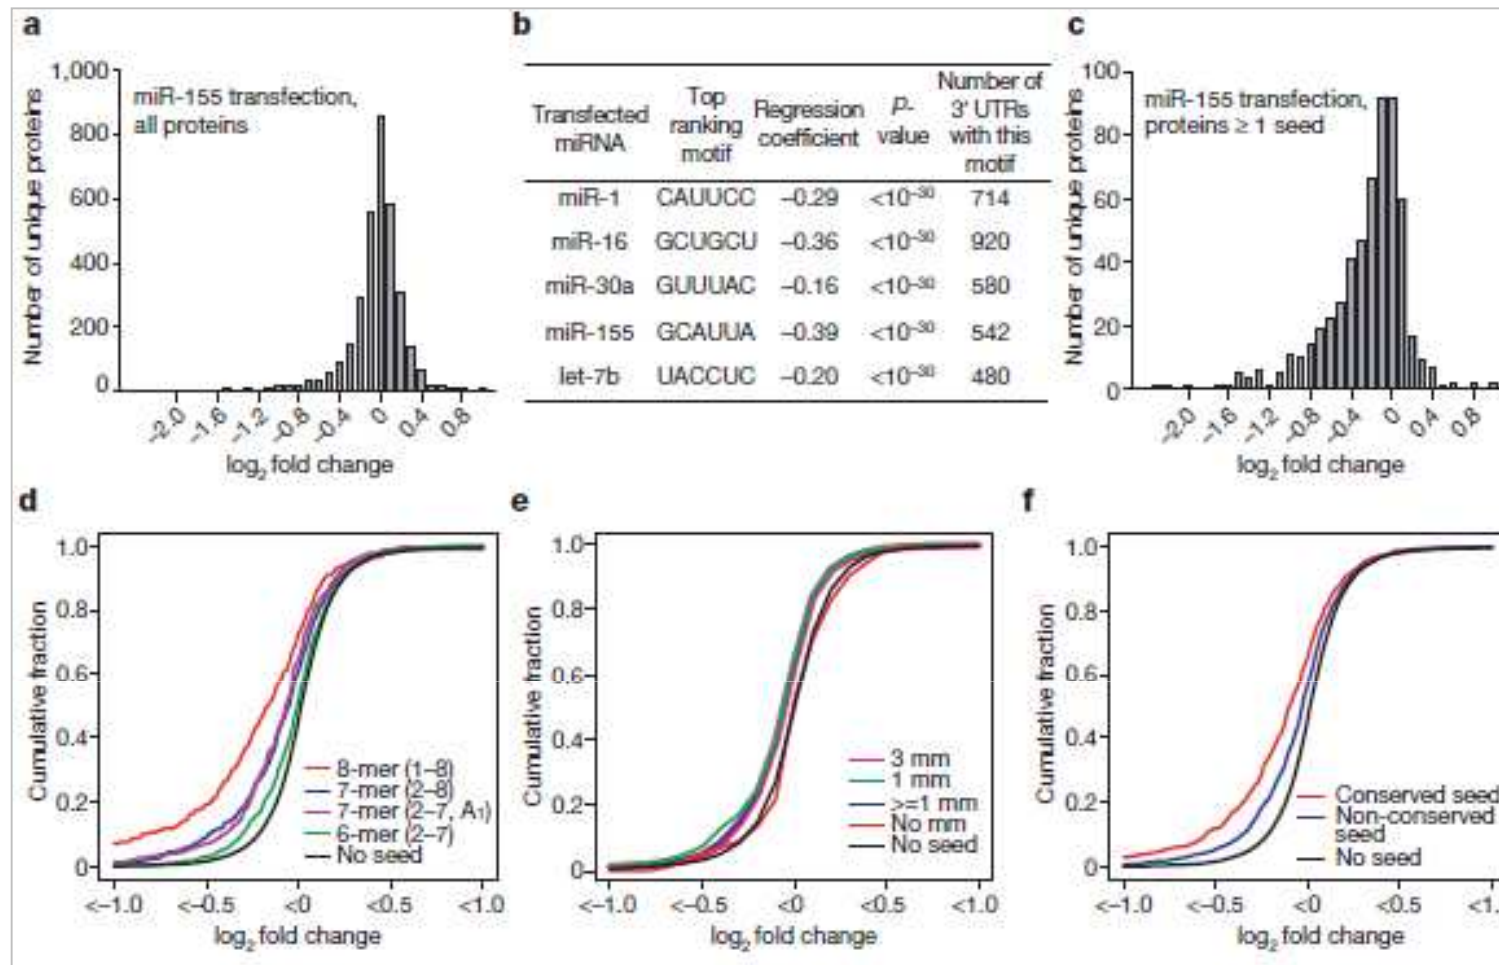 a
1,000
800
600
400
200
0
Number of unique proteins
miR-155 transfection,
all proteins
–2.0 –1.6 –1.2 –0.8 –0.4 0 0.4 0.8
log2 fold change
b
Transfected miRNA
Top ranking motif
Regression coefficient
P-value
Number of 3′ UTRs with this motif
miR-1 CAUUCC –0.29 <10–30 714
miR-16 GCUGCU –0.36 <10–30 920
miR-30a GUUUAC –0.16 <10–30 580
miR-155 GCAUUA –0.39 <10–30 542
let-7b UACCUC –0.20 <10–30 480
c
100
80
60
40
20
0
Number of unique proteins
miR-155 transfection,
proteins ≥ 1 seed
–2.0 –1.6 –1.2 –0.8 –0.4 0 0.4 0.8
log2 fold change
d
1.0
0.8
0.6
0.4
0.2
0
Cumulative fraction
8-mer (1–8)
7-mer (2–8)
7-mer (2–7, A1)
6-mer (2–7)
No seed
<–1.0 <–0.5 <0 <0.5 <1.0
log2 fold change
e
1.0
0.8
0.6
0.4
0.2
0
Cumulative fraction
3 mm
1 mm
>=1 mm
No mm
No seed
<–1.0 <–0.5 <0 <0.5 <1.0
log2 fold change
f
1.0
0.8
0.6
0.4
0.2
0
Cumulative fraction
Conserved seed
Non-conserved
seed
No seed
<–1.0 <–0.5 <0 <0.5 <1.
log2 fold change